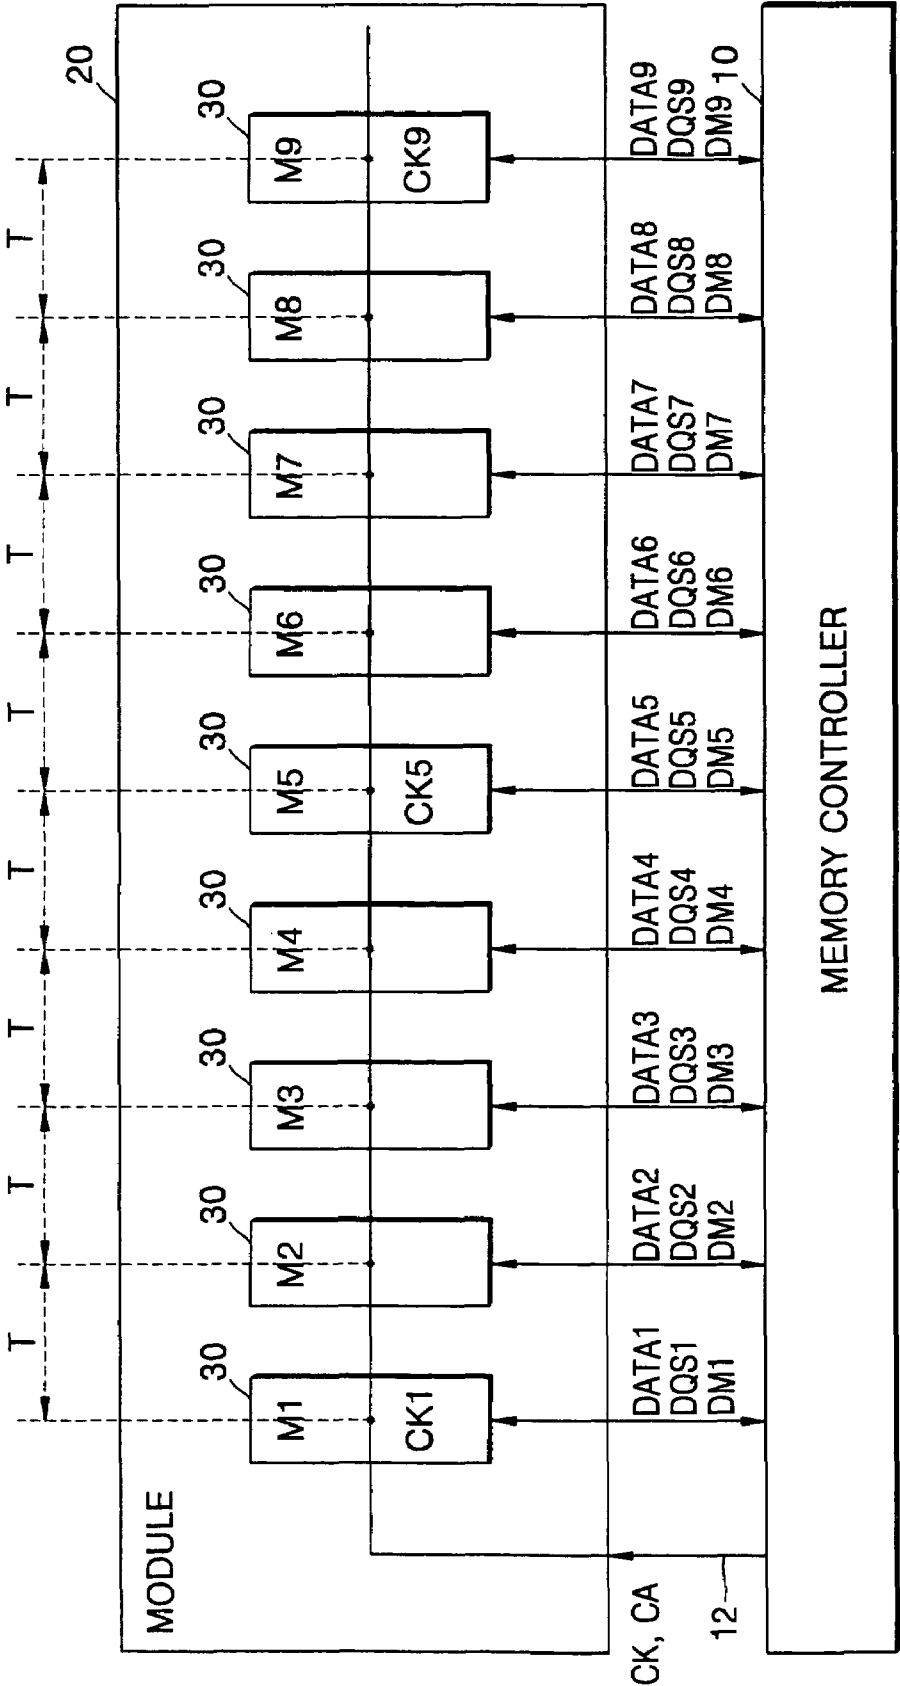 T
T
T
T
T
T
T
T
20
MODULE
30
30
30
30
30
30
30
30
30
M1
M2
M3
M4
M5
M6
M7
M8
M9
CK1
CK5
CK9
CK, CA
DATA1
DQS1
DM1
DATA2
DQS2
DM2
DATA3
DQS3
DM3
DATA4
DQS4
DM4
DATA5
DQS5
DM5
DATA6
DQS6
DM6
DATA7
DQS7
DM7
DATA8
DQS8
DM8
DATA9
DQS9
DM9
12
10
MEMORY CONTROLLER